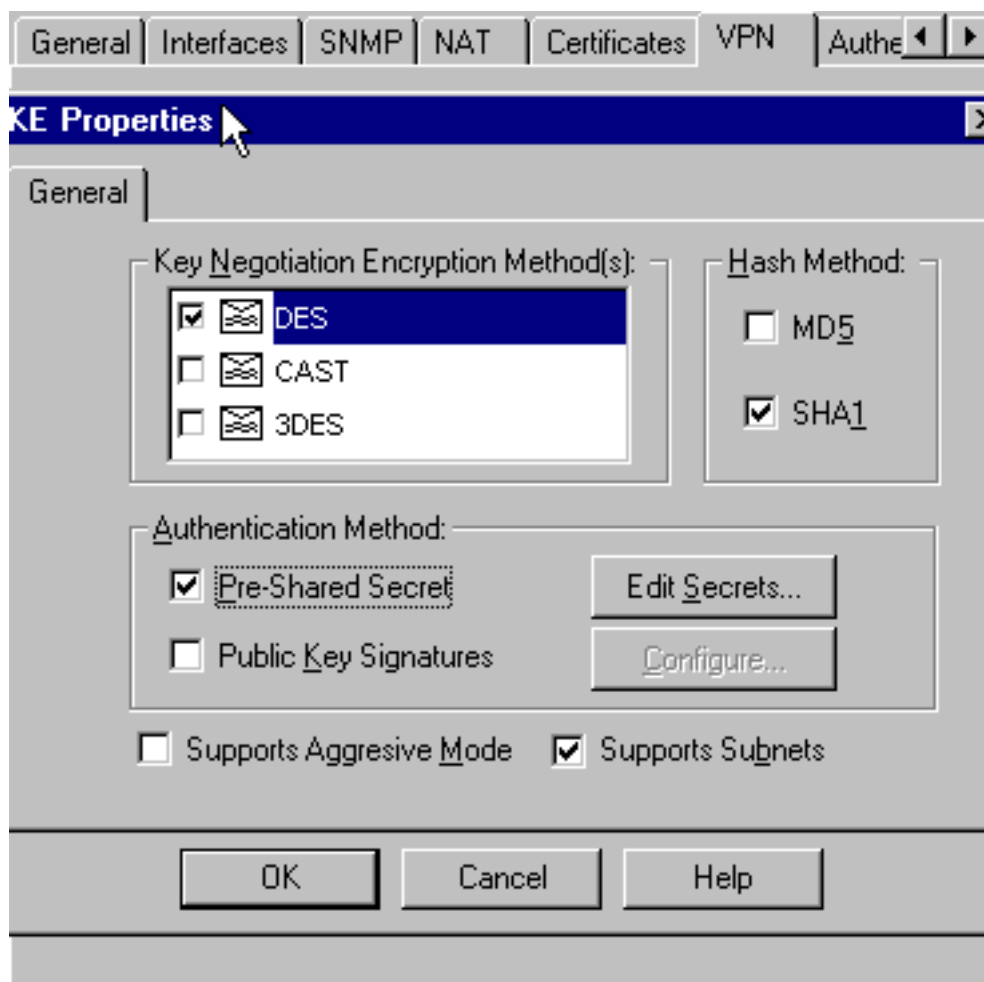 General Interfaces SNMP NAT Certificates VPN Authe
KE Properties
General
Key Negotiation Encryption Method(s):
Hash Method:
DES
CAST
3DES
MD5
SHA1
Authentication Method:
Pre-Shared Secret
Edit Secrets...
Public Key Signatures
Configure...
Supports Aggresive Mode
Supports Subnets
OK Cancel Help